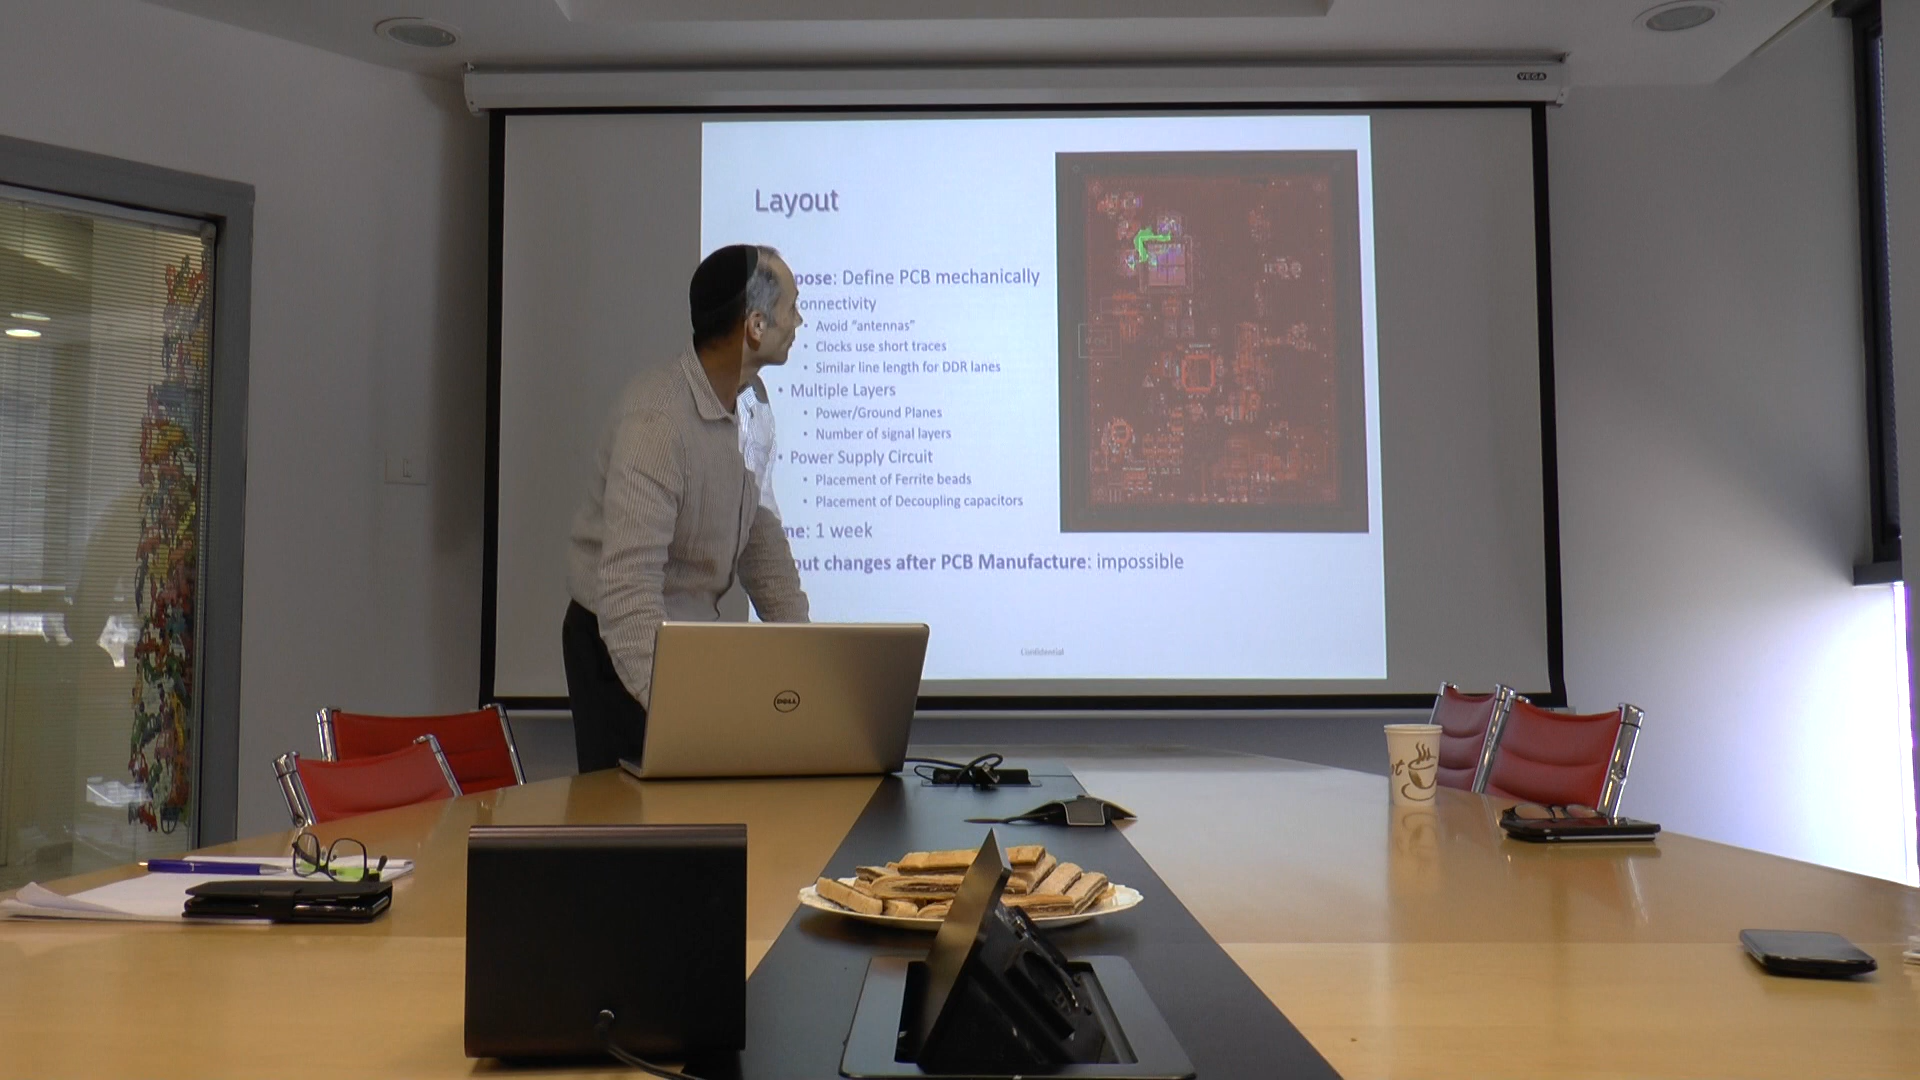 VEGA
Layout
pose: Define PCB mechanically
Connectivity
• Avoid "antennas"
• Clocks use short traces
• Similar line length for DDR lanes
• Multiple Layers
• Power/Ground Planes
• Number of signal layers
• Power Supply Circuit
• Placement of Ferrite beads
• Placement of Decoupling capacitors
me: 1 week
out changes after PCB Manufacture: impossible
Confidential
DELL